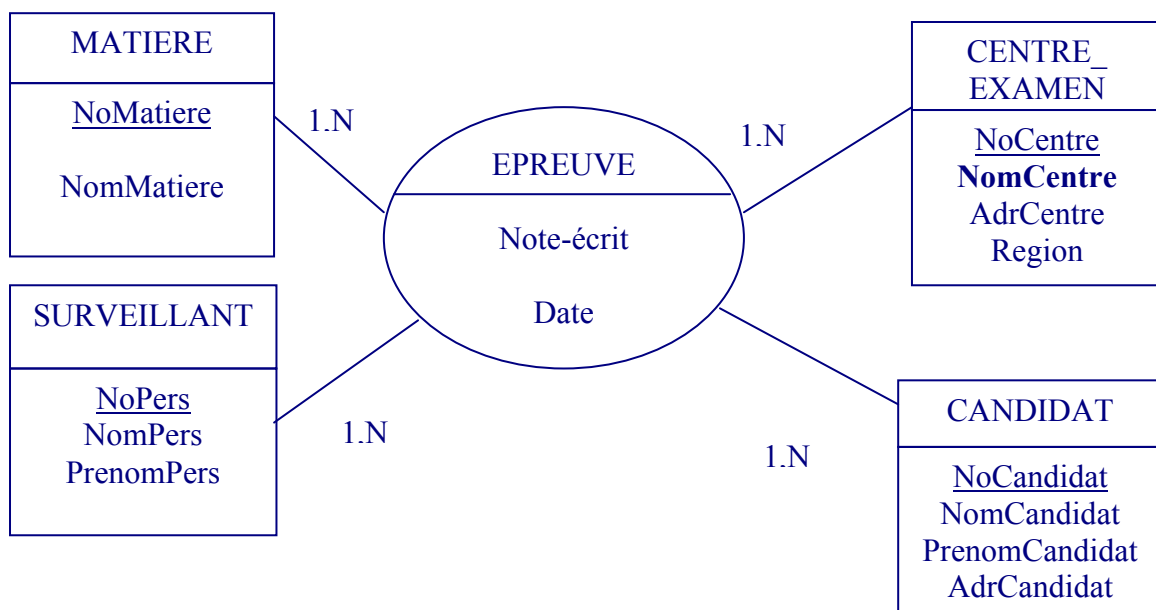 MATIERE
NoMatiere
NomMatiere
1.N
SURVEILLANT
NoPers
NomPers
PrenomPers
1.N
EPREUVE
Note-écrit
Date
1.N
CENTRE_
EXAMEN
NoCentre
NomCentre
AdrCentre
Region
1.N
CANDIDAT
NoCandidat
NomCandidat
PrenomCandidat
AdrCandidat